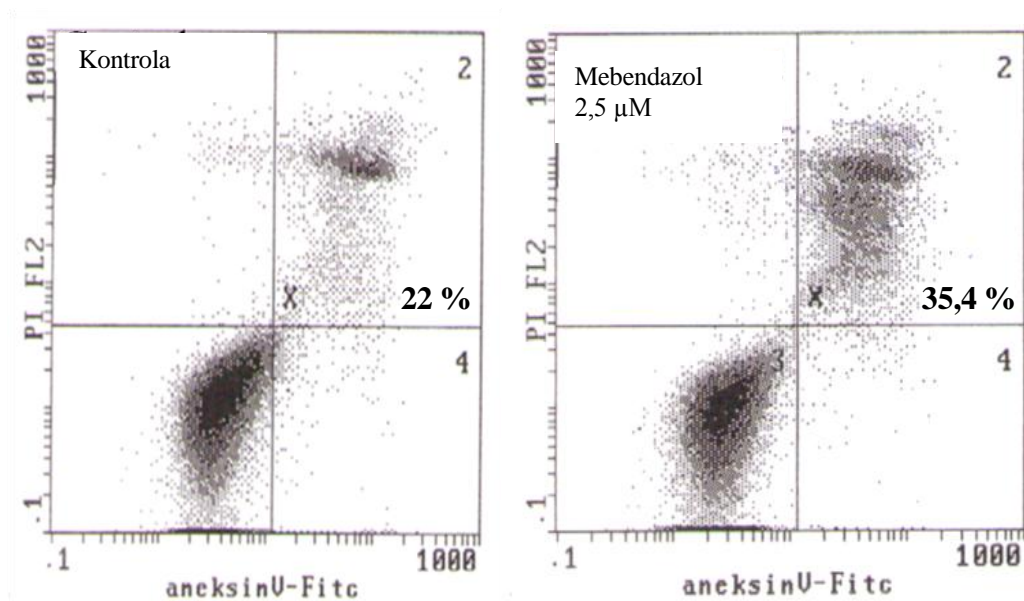 Kontrola
1000
2
PI FL2
X
22 %
3
4
.1
.1
1000
aneksinV-Fitc
Mebendazol
2,5 µM
1000
2
PI FL2
X
35,4 %
3
4
.1
.1
1000
aneksinV-Fitc